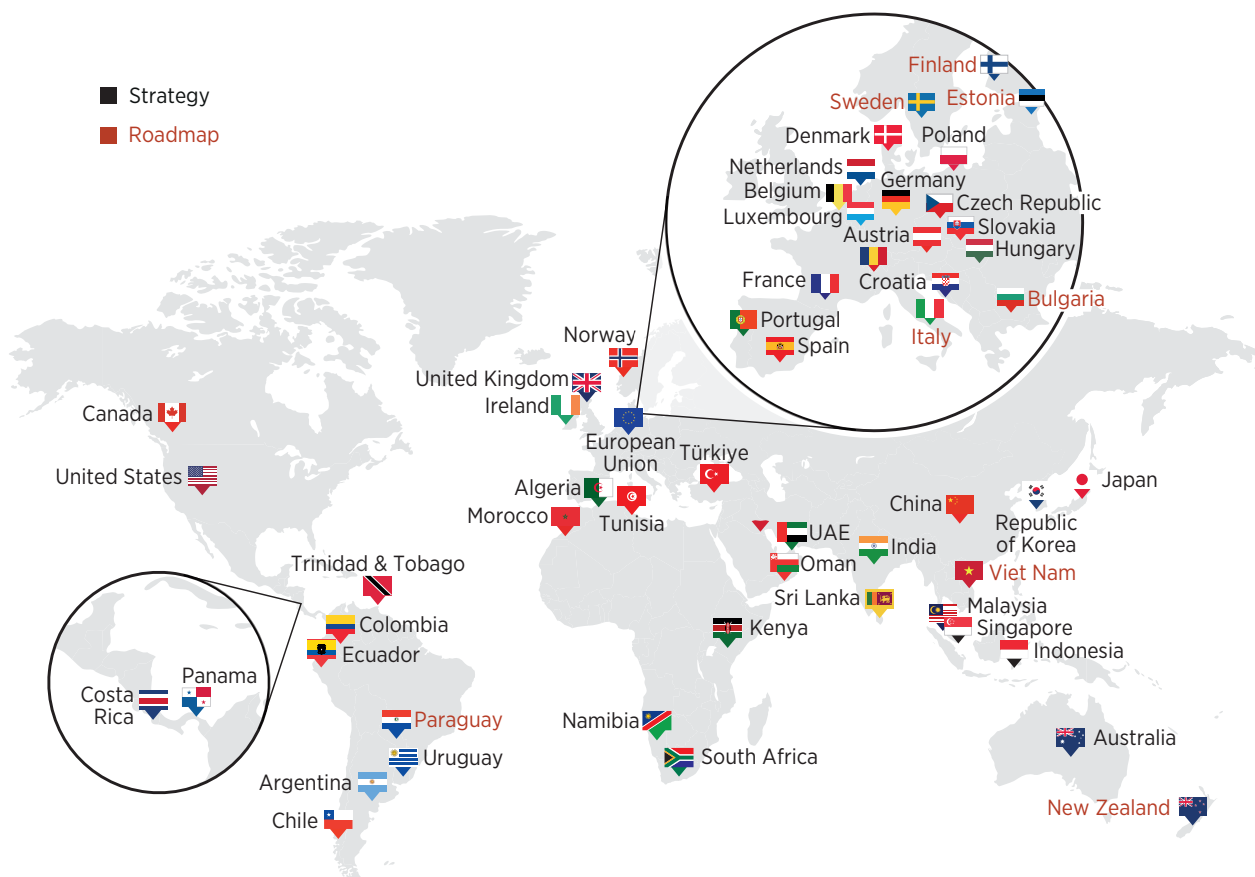 Strategy
Roadmap
Finland
Sweden
Estonia
Denmark
Poland
Netherlands
Germany
Belgium
Czech Republic
Luxembourg
Slovakia
Austria
Hungary
France
Croatia
Bulgaria
Portugal
Italy
Spain
Norway
United Kingdom
Ireland
Canada
European
Union
Türkiye
United States
Algeria
Japan
Morocco
Tunisia
China
Republic
of Korea
UAE
India
Oman
Viet Nam
Trinidad & Tobago
Sri Lanka
Malaysia
Colombia
Kenya
Singapore
Ecuador
Indonesia
Panama
Costa
Rica
Paraguay
Namibia
Australia
Uruguay
South Africa
Argentina
New Zealand
Chile